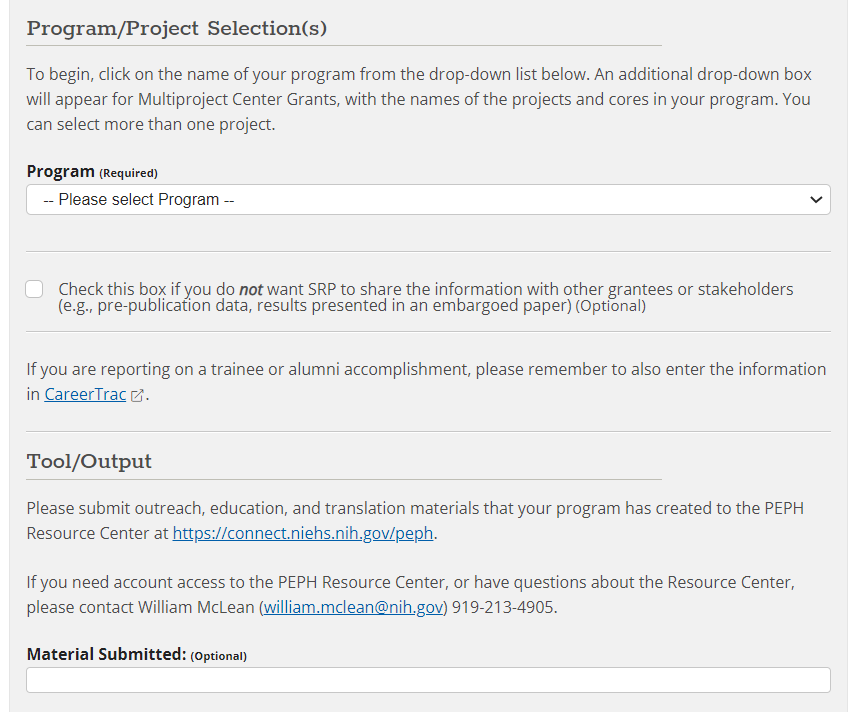 Program/Project Selection(s)
To begin, click on the name of your program from the drop-down list below. An additional drop-down box
will appear for Multiproject Center Grants, with the names of the projects and cores in your program. You
can select more than one project.
Program (Required)
-- Please select Program --
Check this box if you do not want SRP to share the information with other grantees or stakeholders
(e.g., pre-publication data, results presented in an embargoed paper) (Optional)
If you are reporting on a trainee or alumni accomplishment, please remember to also enter the information
in CareerTrac.
Tool/Output
Please submit outreach, education, and translation materials that your program has created to the PEPH
Resource Center at https://connect.niehs.nih.gov/peph.
If you need account access to the PEPH Resource Center, or have questions about the Resource Center,
please contact William McLean (william.mclean@nih.gov) 919-213-4905.
Material Submitted: (Optional)